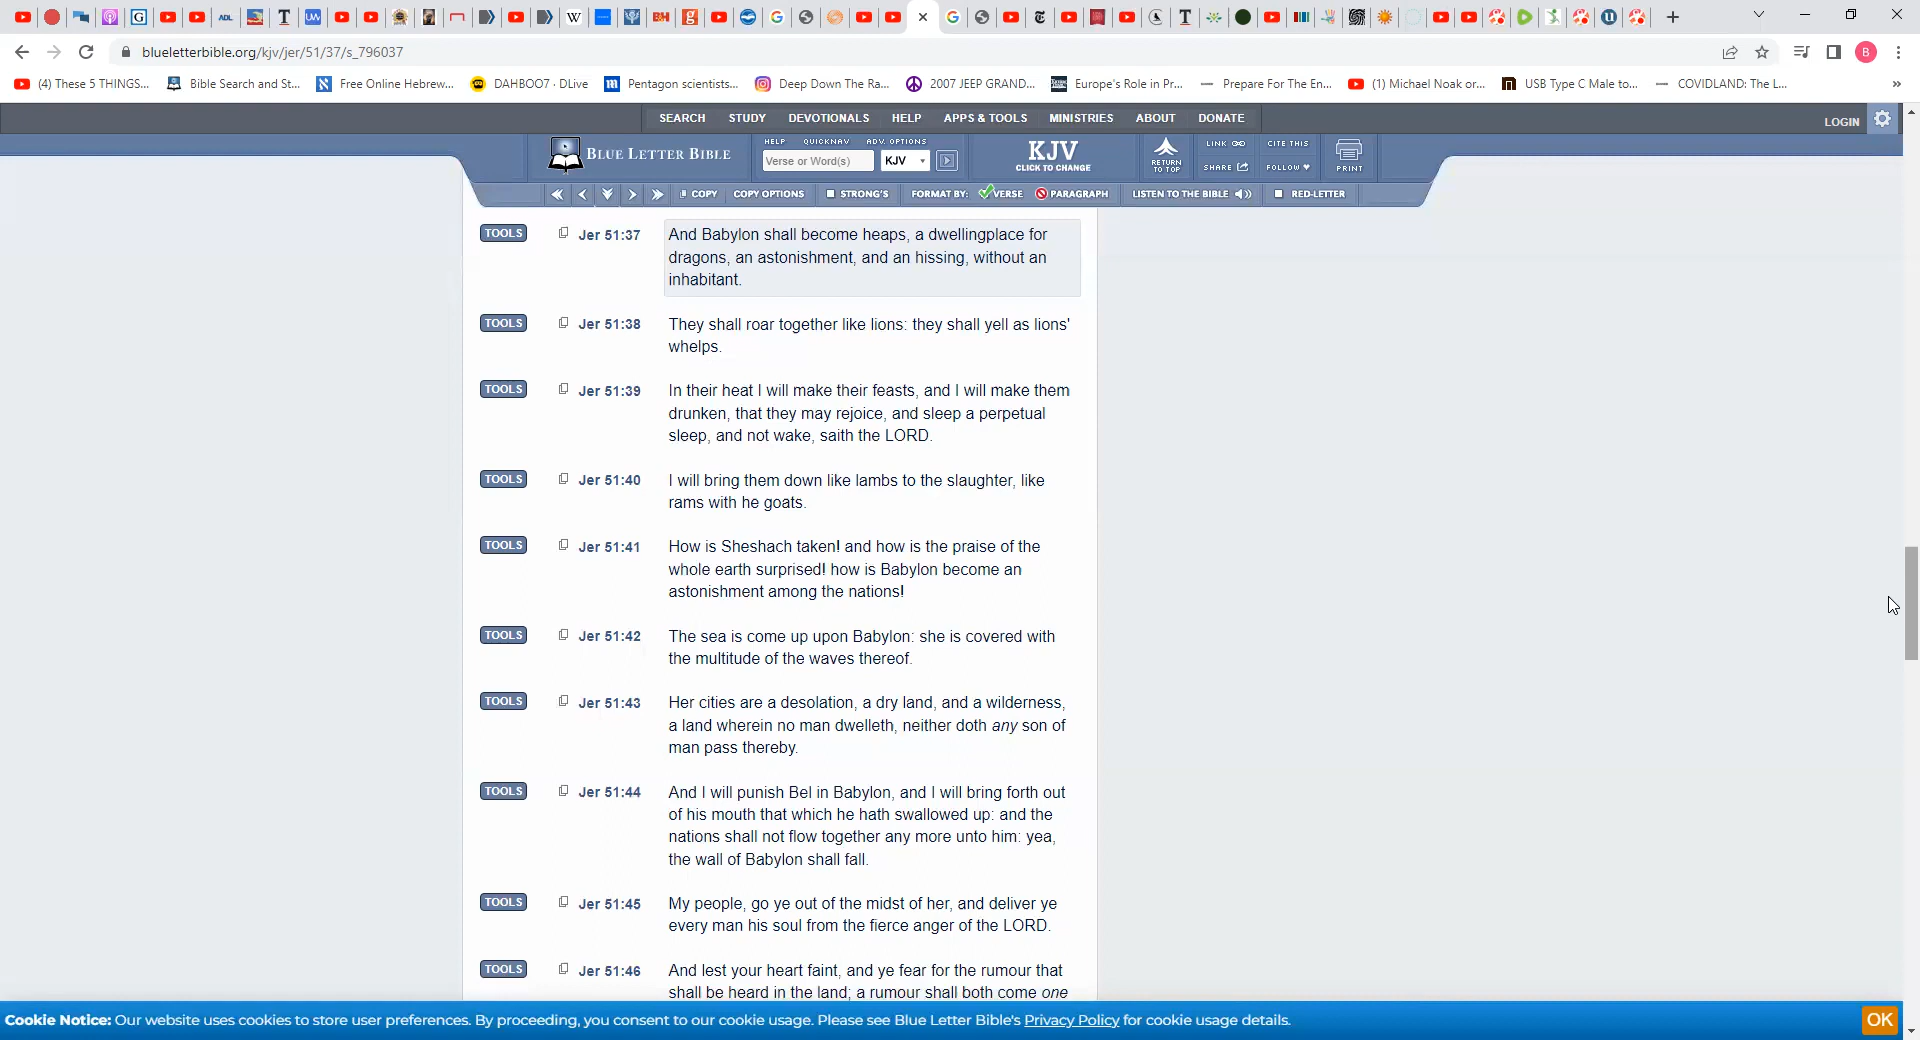 blueletterbible.org/kjv/jer/51/37/s_796037
B
(4) These 5 THINGS...
Bible Search and St...
Free Online Hebrew...
DAHBOO7 · DLive
Pentagon scientists...
Deep Down The Ra...
2007 JEEP GRAND...
Europe's Role in Pr...
Prepare For The En...
(1) Michael Noak or...
USB Type C Male to...
COVIDLAND: The L...
SEARCH STUDY DEVOTIONALS HELP APPS & TOOLS MINISTRIES ABOUT DONATE
LOGIN
BLUE LETTER BIBLE
HELP QUICKNAV ADV. OPTIONS
Verse or Word(s) KJV
KJV
CLICK TO CHANGE
RETURN
TO TOP
LINK
SHARE
CITE THIS
FOLLOW
PRINT
COPY COPY OPTIONS STRONG'S FORMAT BY: VERSE PARAGRAPH LISTEN TO THE BIBLE RED-LETTER
TOOLS Jer 51:37 And Babylon shall become heaps, a dwellingplace for
dragons, an astonishment, and an hissing, without an
inhabitant.
TOOLS Jer 51:38 They shall roar together like lions: they shall yell as lions'
whelps.
TOOLS Jer 51:39 In their heat I will make their feasts, and I will make them
drunken, that they may rejoice, and sleep a perpetual
sleep, and not wake, saith the LORD.
TOOLS Jer 51:40 I will bring them down like lambs to the slaughter, like
rams with he goats.
TOOLS Jer 51:41 How is Sheshach taken! and how is the praise of the
whole earth surprised! how is Babylon become an
astonishment among the nations!
TOOLS Jer 51:42 The sea is come up upon Babylon: she is covered with
the multitude of the waves thereof.
TOOLS Jer 51:43 Her cities are a desolation, a dry land, and a wilderness,
a land wherein no man dwelleth, neither doth any son of
man pass thereby.
TOOLS Jer 51:44 And I will punish Bel in Babylon, and I will bring forth out
of his mouth that which he hath swallowed up: and the
nations shall not flow together any more unto him: yea,
the wall of Babylon shall fall.
TOOLS Jer 51:45 My people, go ye out of the midst of her, and deliver ye
every man his soul from the fierce anger of the LORD.
TOOLS Jer 51:46 And lest your heart faint, and ye fear for the rumour that
shall be heard in the land; a rumour shall both come one
Cookie Notice: Our website uses cookies to store user preferences. By proceeding, you consent to our cookie usage. Please see Blue Letter Bible's Privacy Policy for cookie usage details.
OK